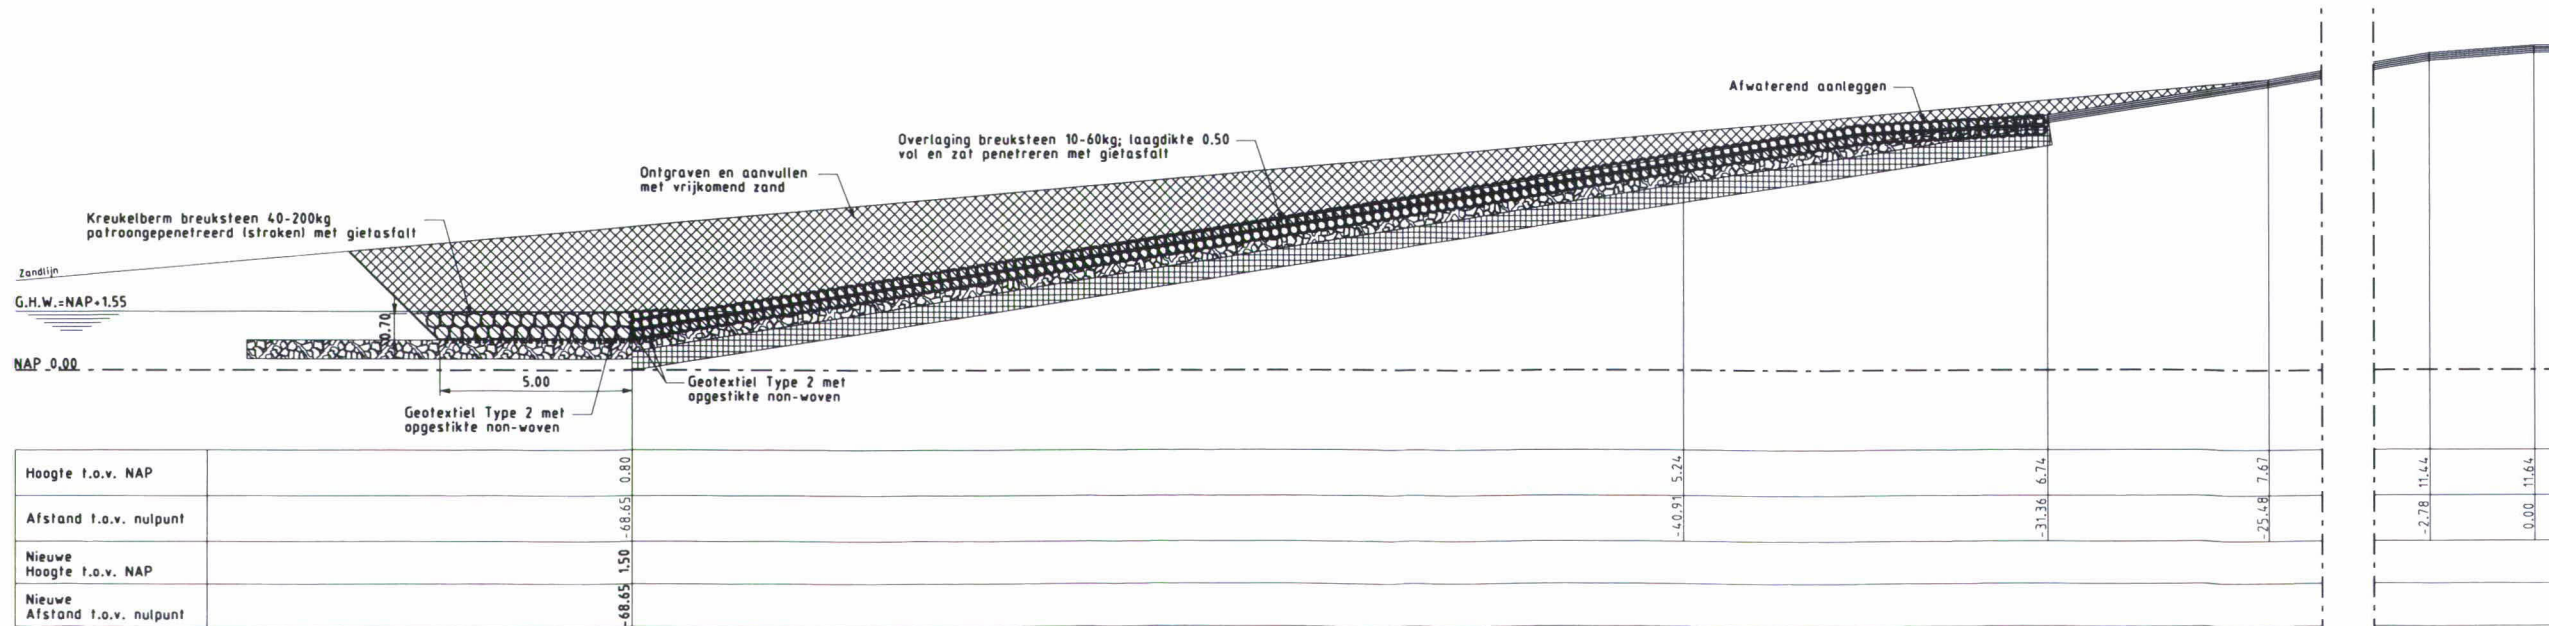 Afwaterend aanleggen
Overlaging breuksteen 10-60kg; laagdikte 0.50
vol en zat penetreren met gietasfalt
Ontgraven en aanvullen
met vrijkomend zand
Kreukelberm breuksteen 40-200kg
patroongepenetreerd (stroken) met gietasfalt
Zandlijn
G.H.W.=NAP+1.55
0.70
NAP 0.00
5.00
Geotextiel Type 2 met
opgestikte non-woven
Geotextiel Type 2 met
opgestikte non-woven
Hoogte t.o.v. NAP 0.80 5.24 6.74 7.67 11.44 11.64
Afstand t.o.v. nulpunt -68.65 -40.91 -31.36 -25.48 -2.78 0.00
Nieuwe
Hoogte t.o.v. NAP 1.50
Nieuwe
Afstand t.o.v. nulpunt -68.65